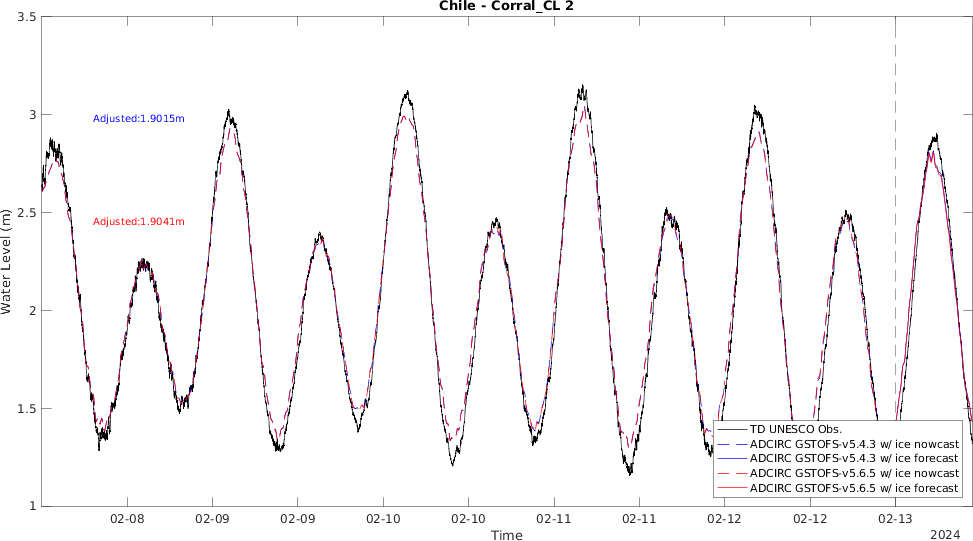 Chile - Corral_CL 2
3.5
3
2.5
2
1.5
1
Water Level (m)
Adjusted:1.9015m
Adjusted:1.9041m
TD UNESCO Obs.
ADCIRC GSTOFS-v5.4.3 w/ ice nowcast
ADCIRC GSTOFS-v5.4.3 w/ ice forecast
ADCIRC GSTOFS-v5.6.5 w/ ice nowcast
ADCIRC GSTOFS-v5.6.5 w/ ice forecast
02-08 02-09 02-09 02-10 02-10 02-11 02-11 02-12 02-12 02-13
Time
2024